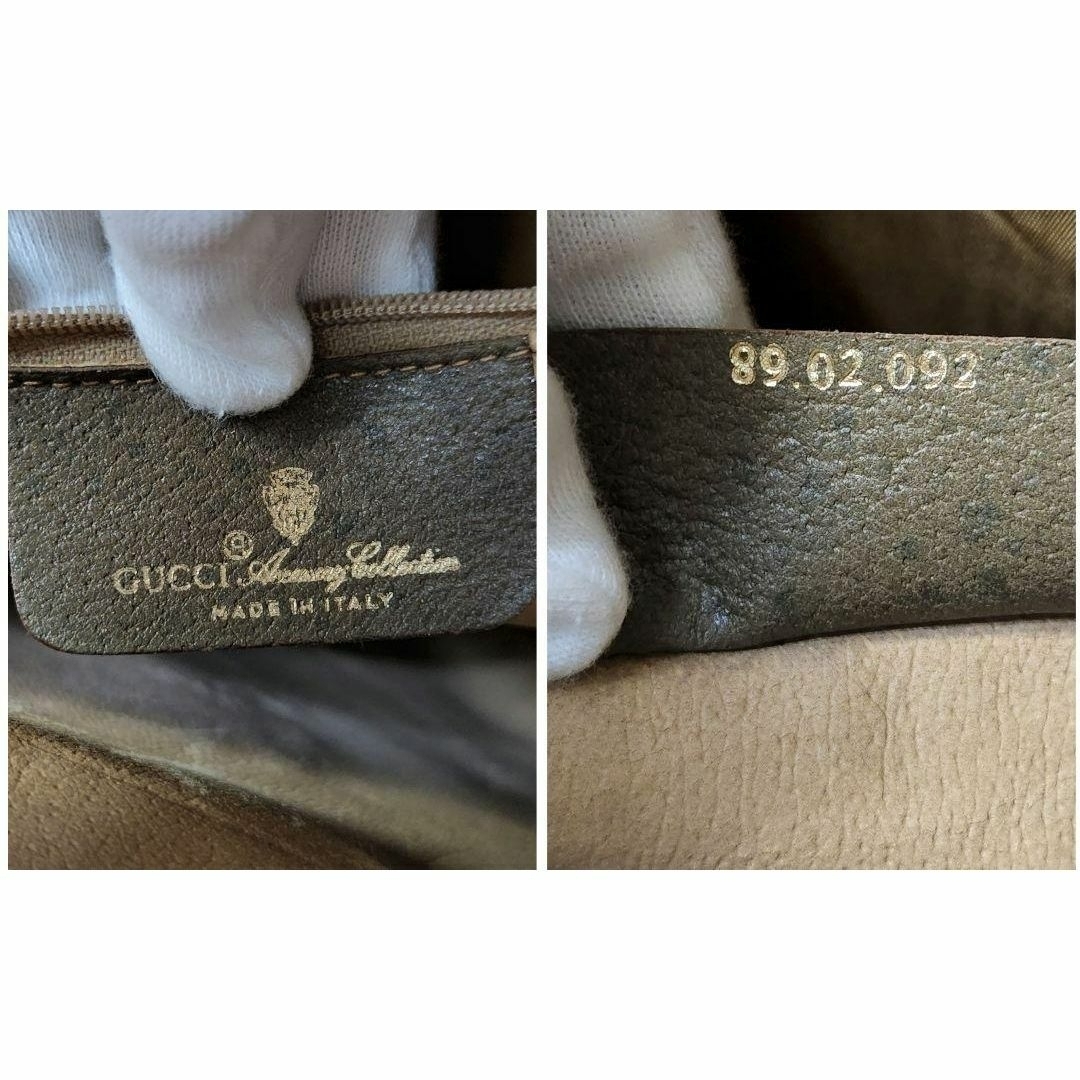 ®
GUCCI Accessory Collection
MADE IN ITALY
89.02.092